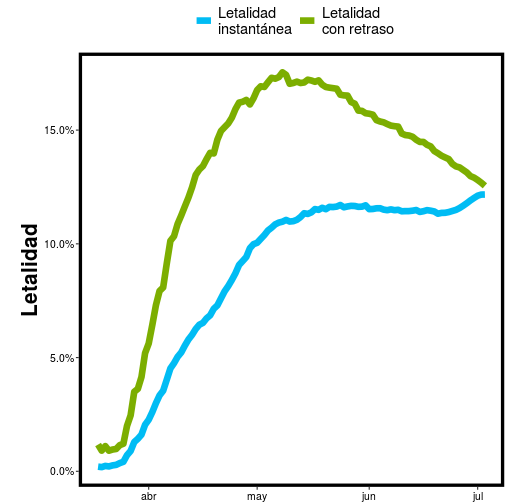 Letalidad
instantánea
Letalidad
con retraso
Letalidad
15.0%
10.0%
5.0%
0.0%
abr
may
jun
jul